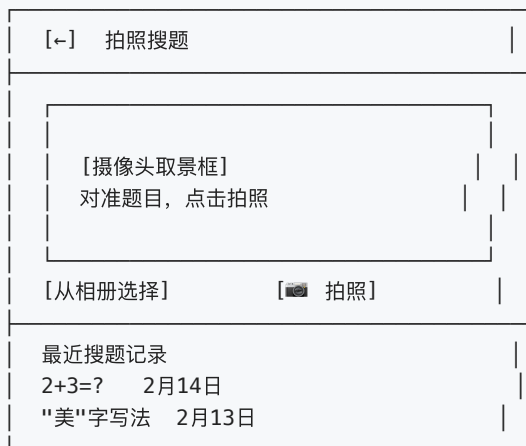 [←] 拍照搜题
[摄像头取景框]
对准题目，点击拍照
[从相册选择] [📷 拍照]
最近搜题记录
2+3=? 2月14日
"美"字写法 2月13日